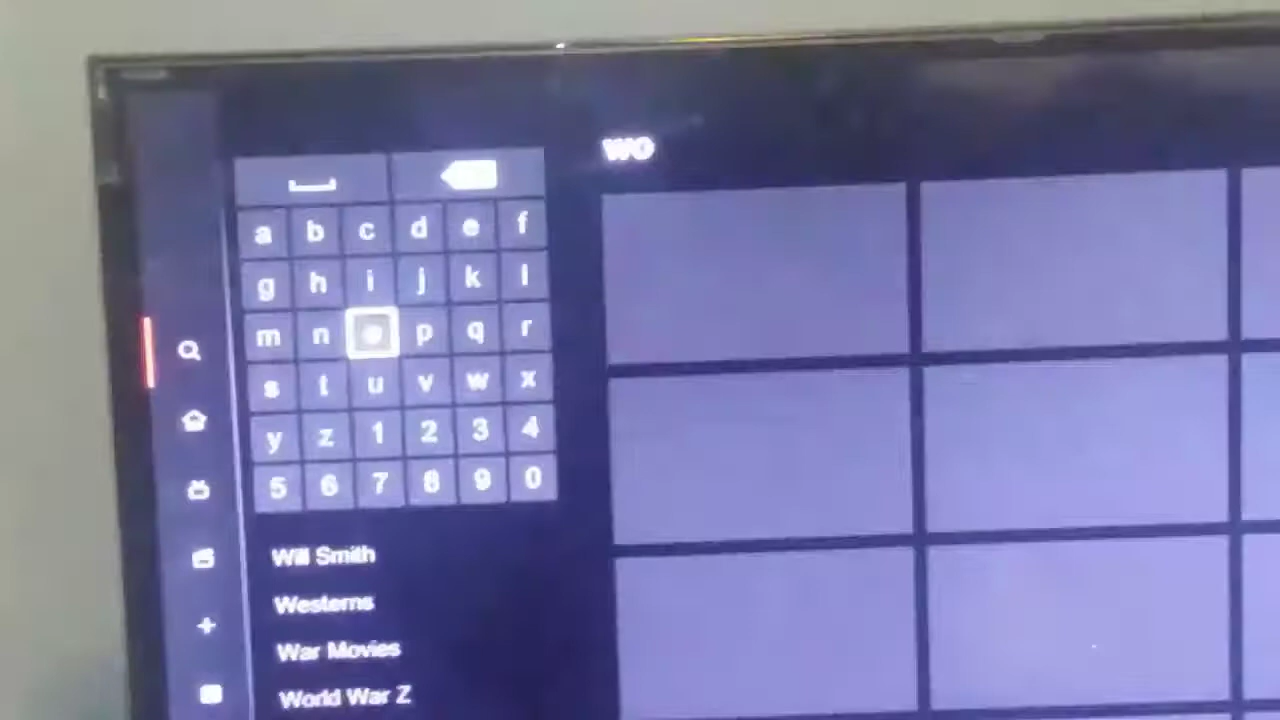 wo
a b c d e f
g h i j k l
m n o p q r
s t u v w x
y z 1 2 3 4
5 6 7 8 9 0
Will Smith
Westerns
War Movies
World War Z